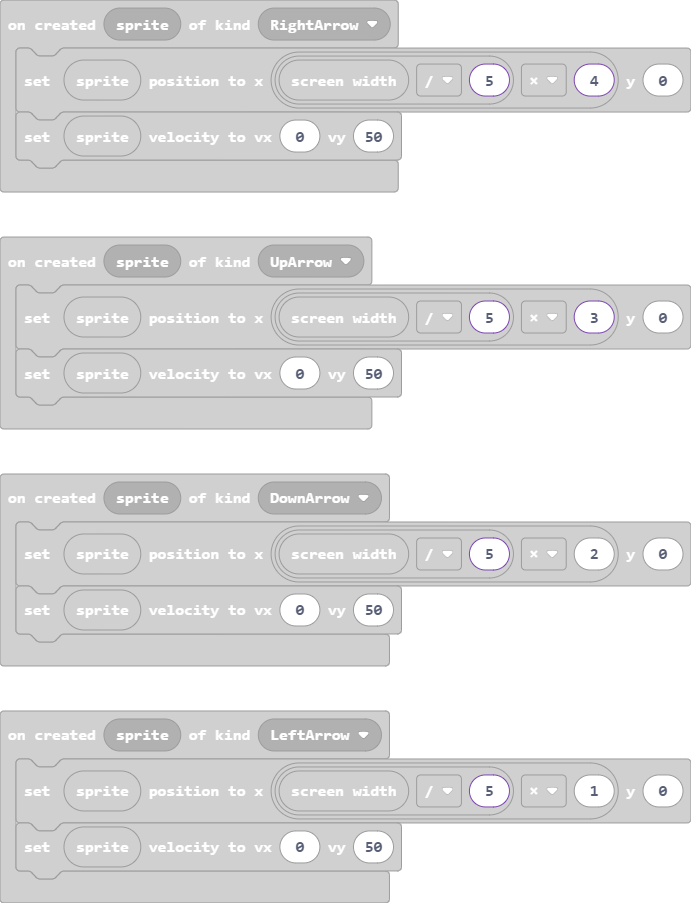 on created sprite of kind RightArrow
set sprite position to x screen width / 5 × 4 y 0
set sprite velocity to vx 0 vy 50
on created sprite of kind UpArrow
set sprite position to x screen width / 5 × 3 y 0
set sprite velocity to vx 0 vy 50
on created sprite of kind DownArrow
set sprite position to x screen width / 5 × 2 y 0
set sprite velocity to vx 0 vy 50
on created sprite of kind LeftArrow
set sprite position to x screen width / 5 × 1 y 0
set sprite velocity to vx 0 vy 50